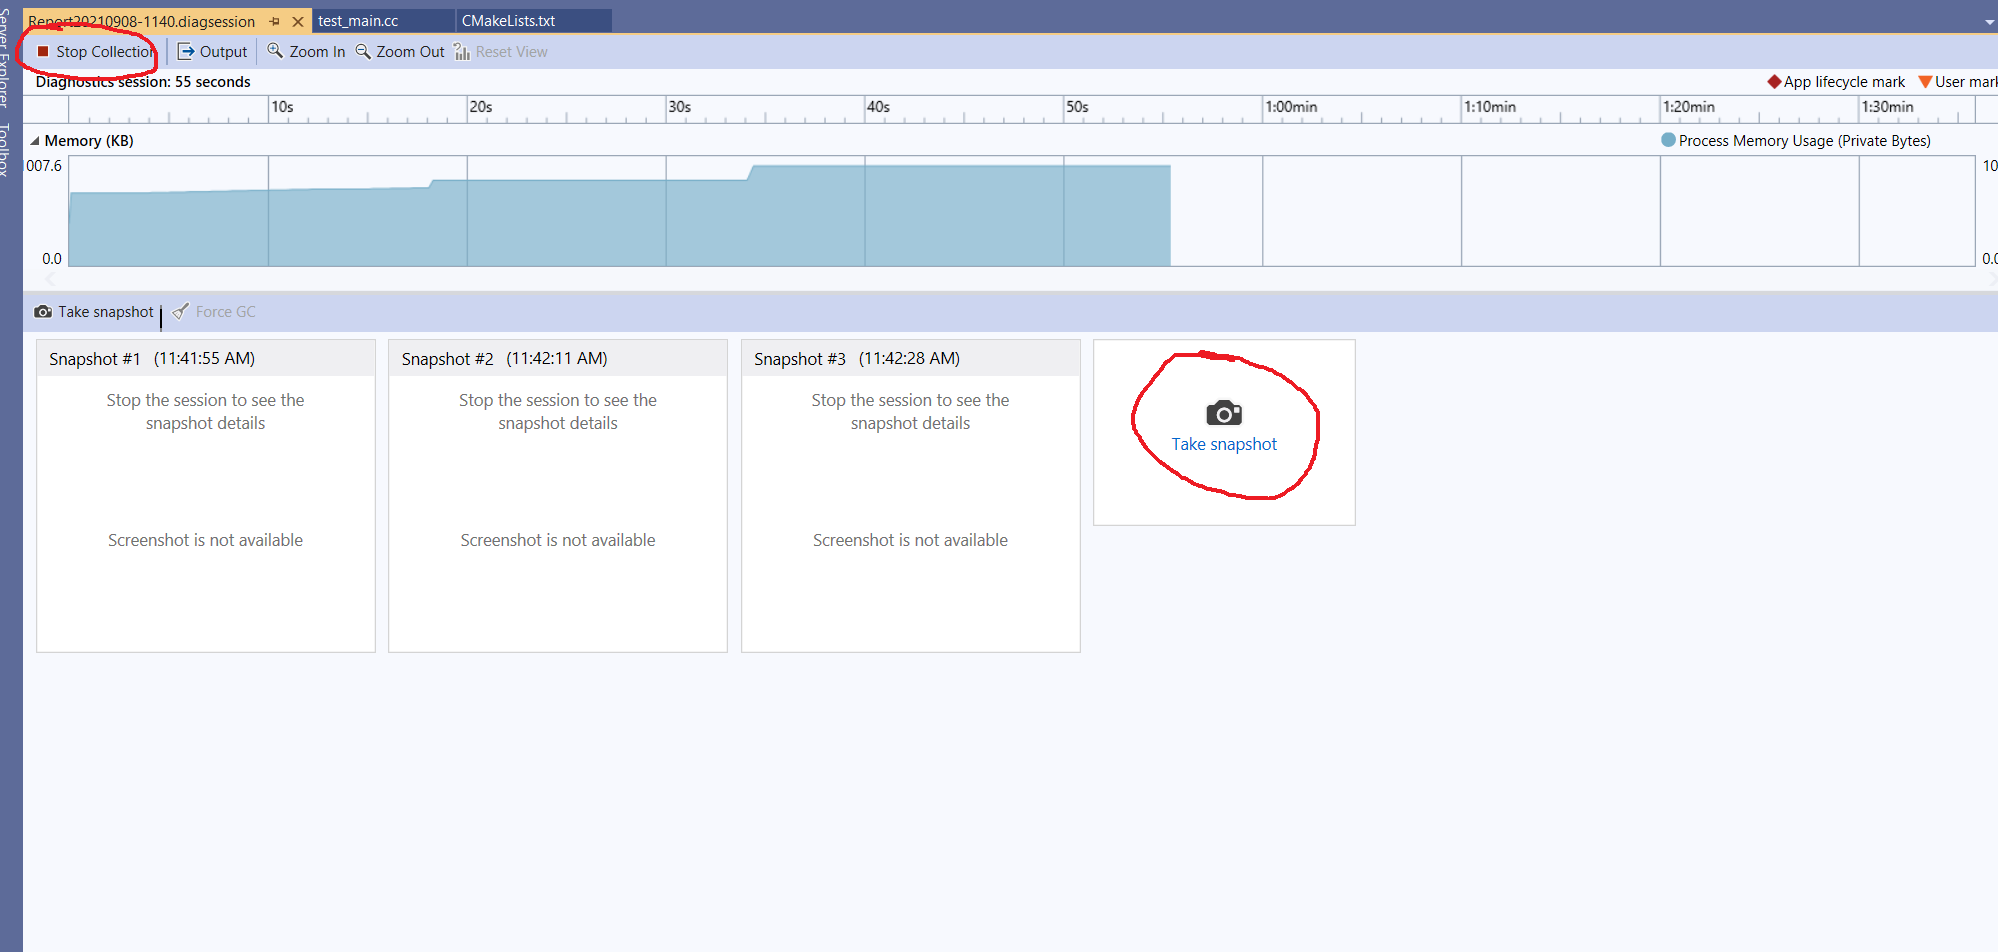 Server Explorer
Toolbox
Report20210908-1140.diagsession
test_main.cc
CMakeLists.txt
Stop Collection
Output
Zoom In
Zoom Out
Reset View
Diagnostics session: 55 seconds
App lifecycle mark
User mark
10s 20s 30s 40s 50s 1:00min 1:10min 1:20min 1:30min
Memory (KB)
Process Memory Usage (Private Bytes)
1007.6
10
0.0
0.0
Take snapshot
Force GC
Snapshot #1 (11:41:55 AM)
Stop the session to see the
snapshot details
Screenshot is not available
Snapshot #2 (11:42:11 AM)
Stop the session to see the
snapshot details
Screenshot is not available
Snapshot #3 (11:42:28 AM)
Stop the session to see the
snapshot details
Screenshot is not available
Take snapshot